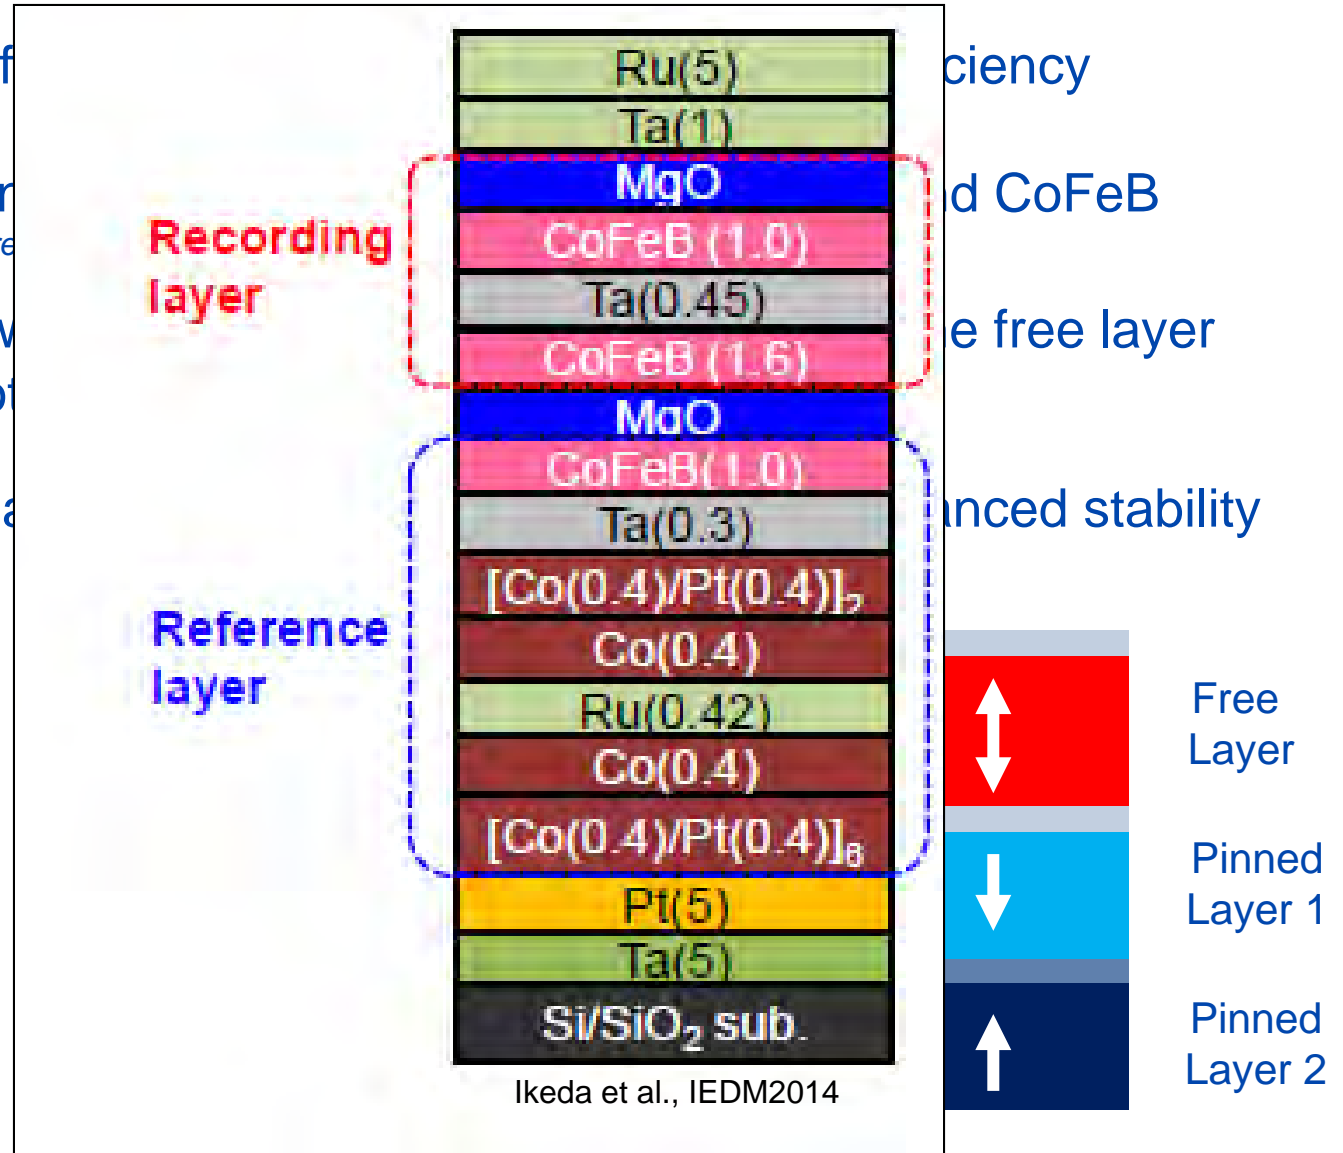 ciency
nd CoFeB
e free layer
anced stability
Ru(5)
Ta(1)
MgO
CoFeB (1.0)
Ta(0.45)
CoFeB (1.6)
MgO
CoFeB(1.0)
Ta(0.3)
[Co(0.4)/Pt(0.4)]₂
Co(0.4)
Ru(0.42)
Co(0.4)
[Co(0.4)/Pt(0.4)]₆
Pt(5)
Ta(5)
Si/SiO₂ sub.
Recording
layer
Reference
layer
Ikeda et al., IEDM2014
Free
Layer
Pinned
Layer 1
Pinned
Layer 2